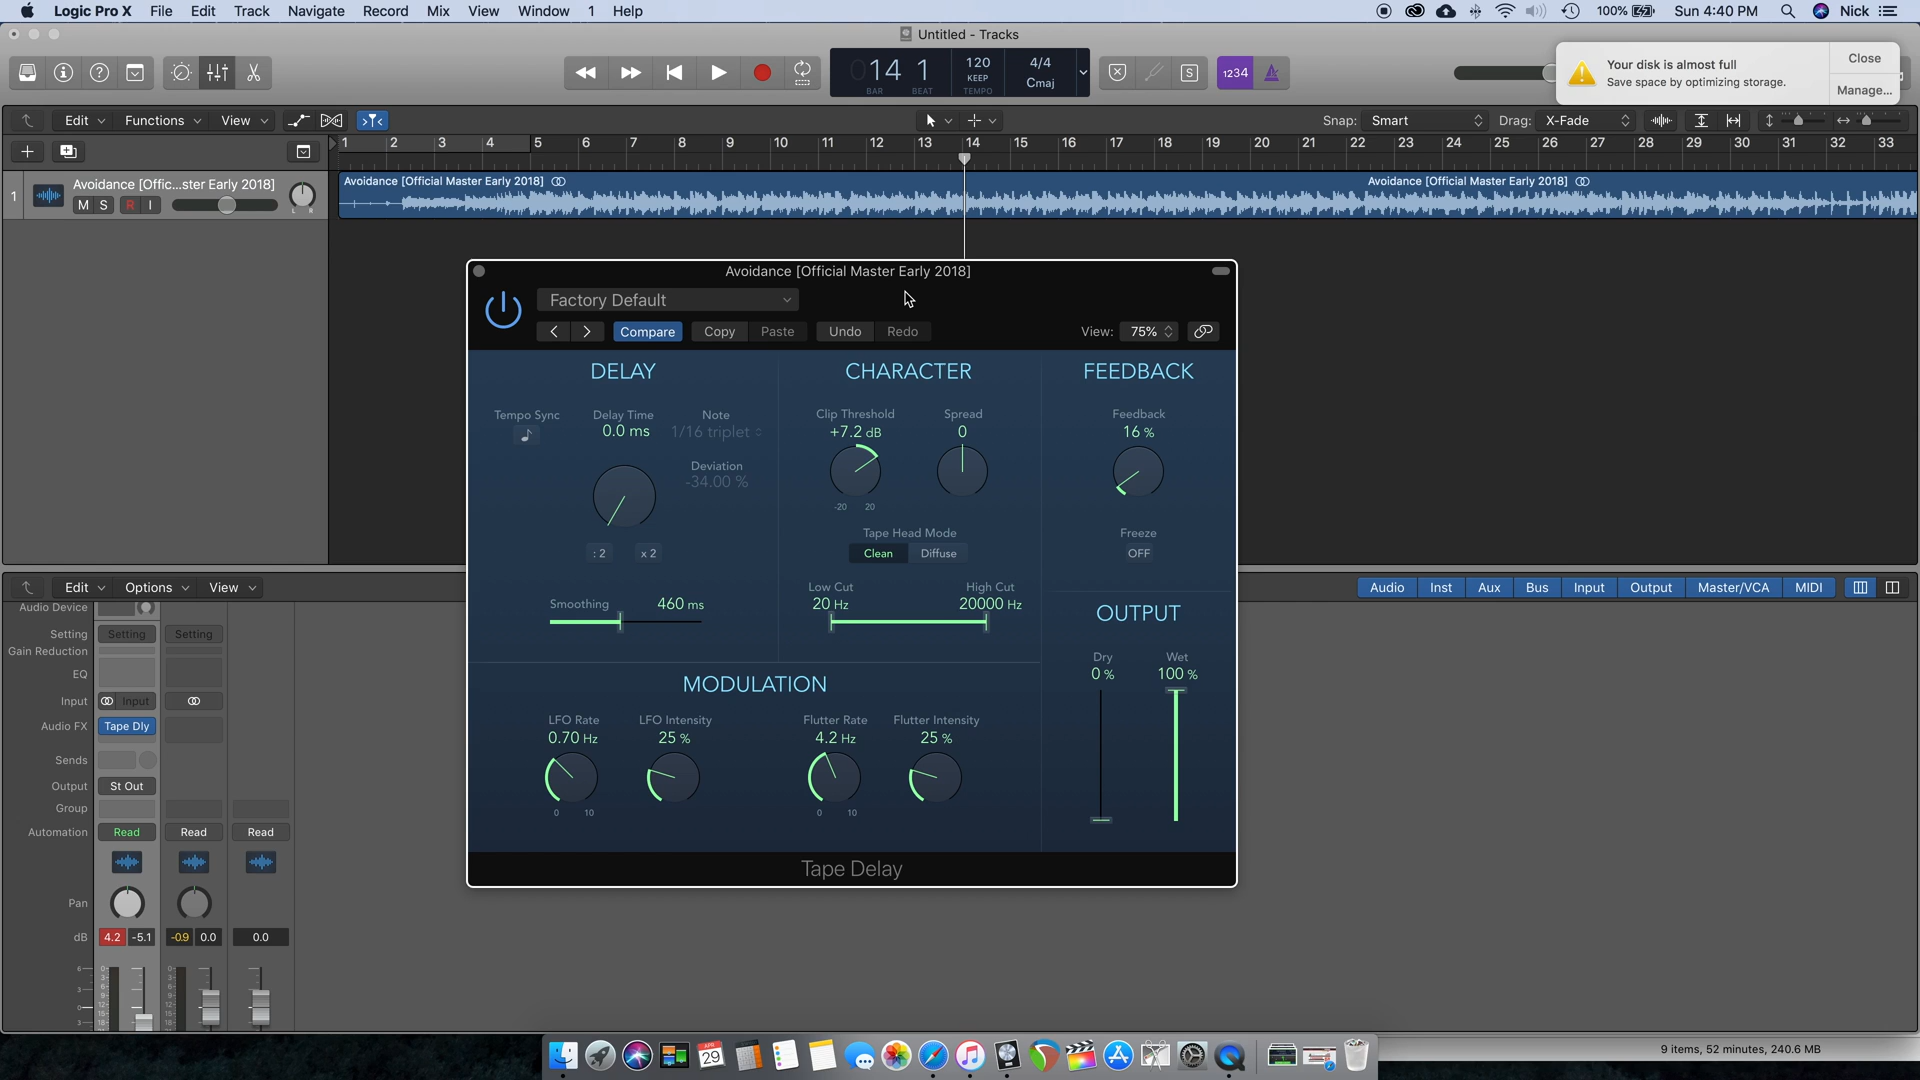 Logic Pro X File Edit Track Navigate Record Mix View Window 1 Help 100% Sun 4:40 PM Nick
Untitled - Tracks
14 1 120 KEEP 4/4 Cmaj
BAR BEAT TEMPO
S 1234
Your disk is almost full
Save space by optimizing storage.
Close
Manage...
Edit Functions View Snap: Smart Drag: X-Fade
1 2 3 4 5 6 7 8 9 10 11 12 13 14 15 16 17 18 19 20 21 22 23 24 25 26 27 28 29 30 31 32 33
1 Avoidance [Offic...ster Early 2018]
M S R I L R
Avoidance [Official Master Early 2018] Avoidance [Official Master Early 2018]
Avoidance [Official Master Early 2018]
Factory Default
Compare Copy Paste Undo Redo View: 75%
DELAY CHARACTER FEEDBACK
Tempo Sync Delay Time Note Clip Threshold Spread Feedback
0.0 ms 1/16 triplet +7.2 dB 0 16 %
Deviation
-34.00 %
-20 20
: 2 x 2
Tape Head Mode
Clean Diffuse
Freeze
OFF
Smoothing 460 ms
Low Cut High Cut
20 Hz 20000 Hz
OUTPUT
Dry Wet
0 % 100 %
MODULATION
LFO Rate LFO Intensity Flutter Rate Flutter Intensity
0.70 Hz 25 % 4.2 Hz 25 %
0 10 0 10
Tape Delay
Edit Options View
Audio Inst Aux Bus Input Output Master/VCA MIDI
Audio Device
Setting Setting Setting
Gain Reduction
EQ
Input Input
Audio FX Tape Dly
Sends
Output St Out
Group
Automation Read Read Read
Pan
dB 4.2 -5.1 -0.9 0.0 0.0
APR
29
9 items, 52 minutes, 240.6 MB